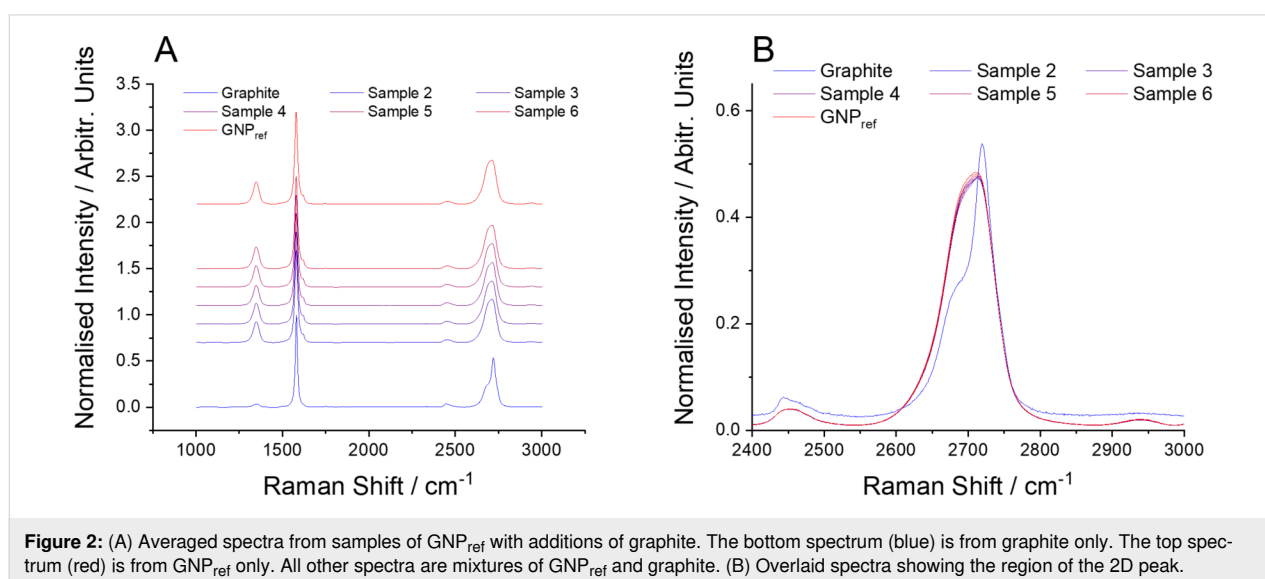 A
Normalised Intensity / Arbitr. Units
3.5
3.0
2.5
2.0
1.5
1.0
0.5
0.0
Graphite Sample 2 Sample 3
Sample 4 Sample 5 Sample 6
GNPref
1000 1500 2000 2500 3000
Raman Shift / cm-1
B
Normalised Intensity / Abitr. Units
0.6
0.4
0.2
0.0
Graphite Sample 2 Sample 3
Sample 4 Sample 5 Sample 6
GNPref
2400 2500 2600 2700 2800 2900 3000
Raman Shift / cm-1
Figure 2: (A) Averaged spectra from samples of GNPref with additions of graphite. The bottom spectrum (blue) is from graphite only. The top spec-
trum (red) is from GNPref only. All other spectra are mixtures of GNPref and graphite. (B) Overlaid spectra showing the region of the 2D peak.